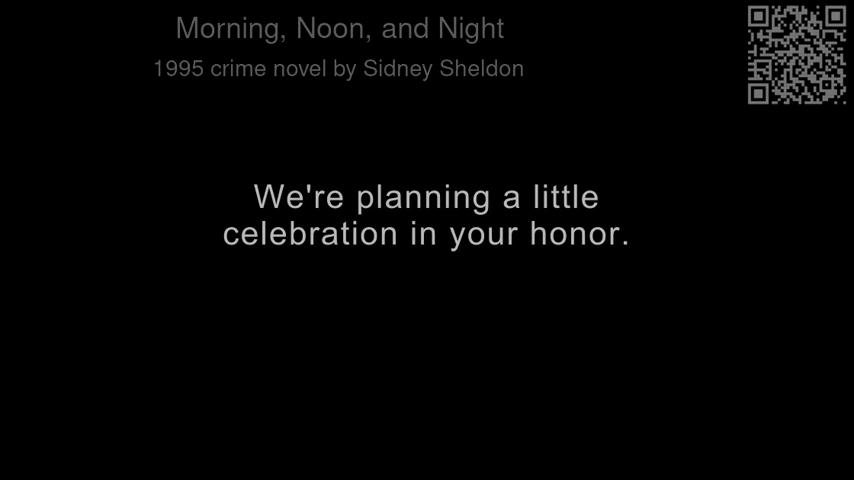 Morning, Noon, and Night
1995 crime novel by Sidney Sheldon
We're planning a little
celebration in your honor.